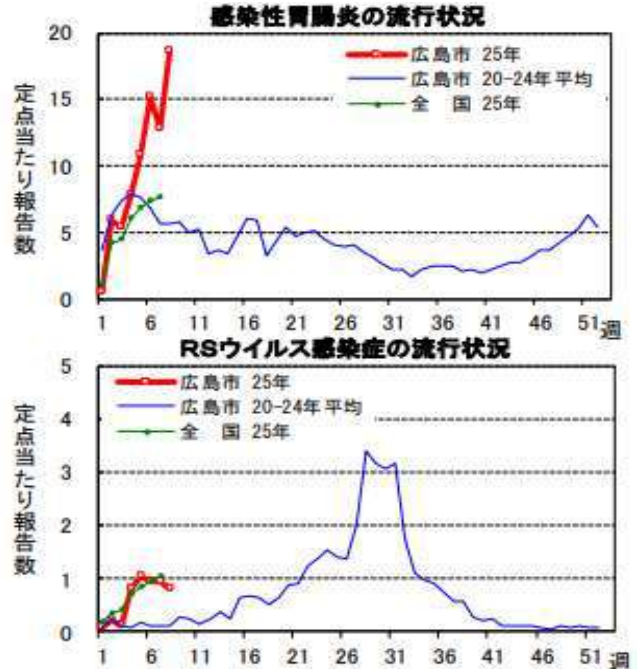 感染性胃腸炎の流行状況
定点当たり報告数
20
15
10
5
0
広島市 25年
広島市 20-24年平均
全 国 25年
1 6 11 16 21 26 31 36 41 46 51 週
RSウイルス感染症の流行状況
定点当たり報告数
5
4
3
2
1
0
広島市 25年
広島市 20-24年平均
全 国 25年
1 6 11 16 21 26 31 36 41 46 51 週